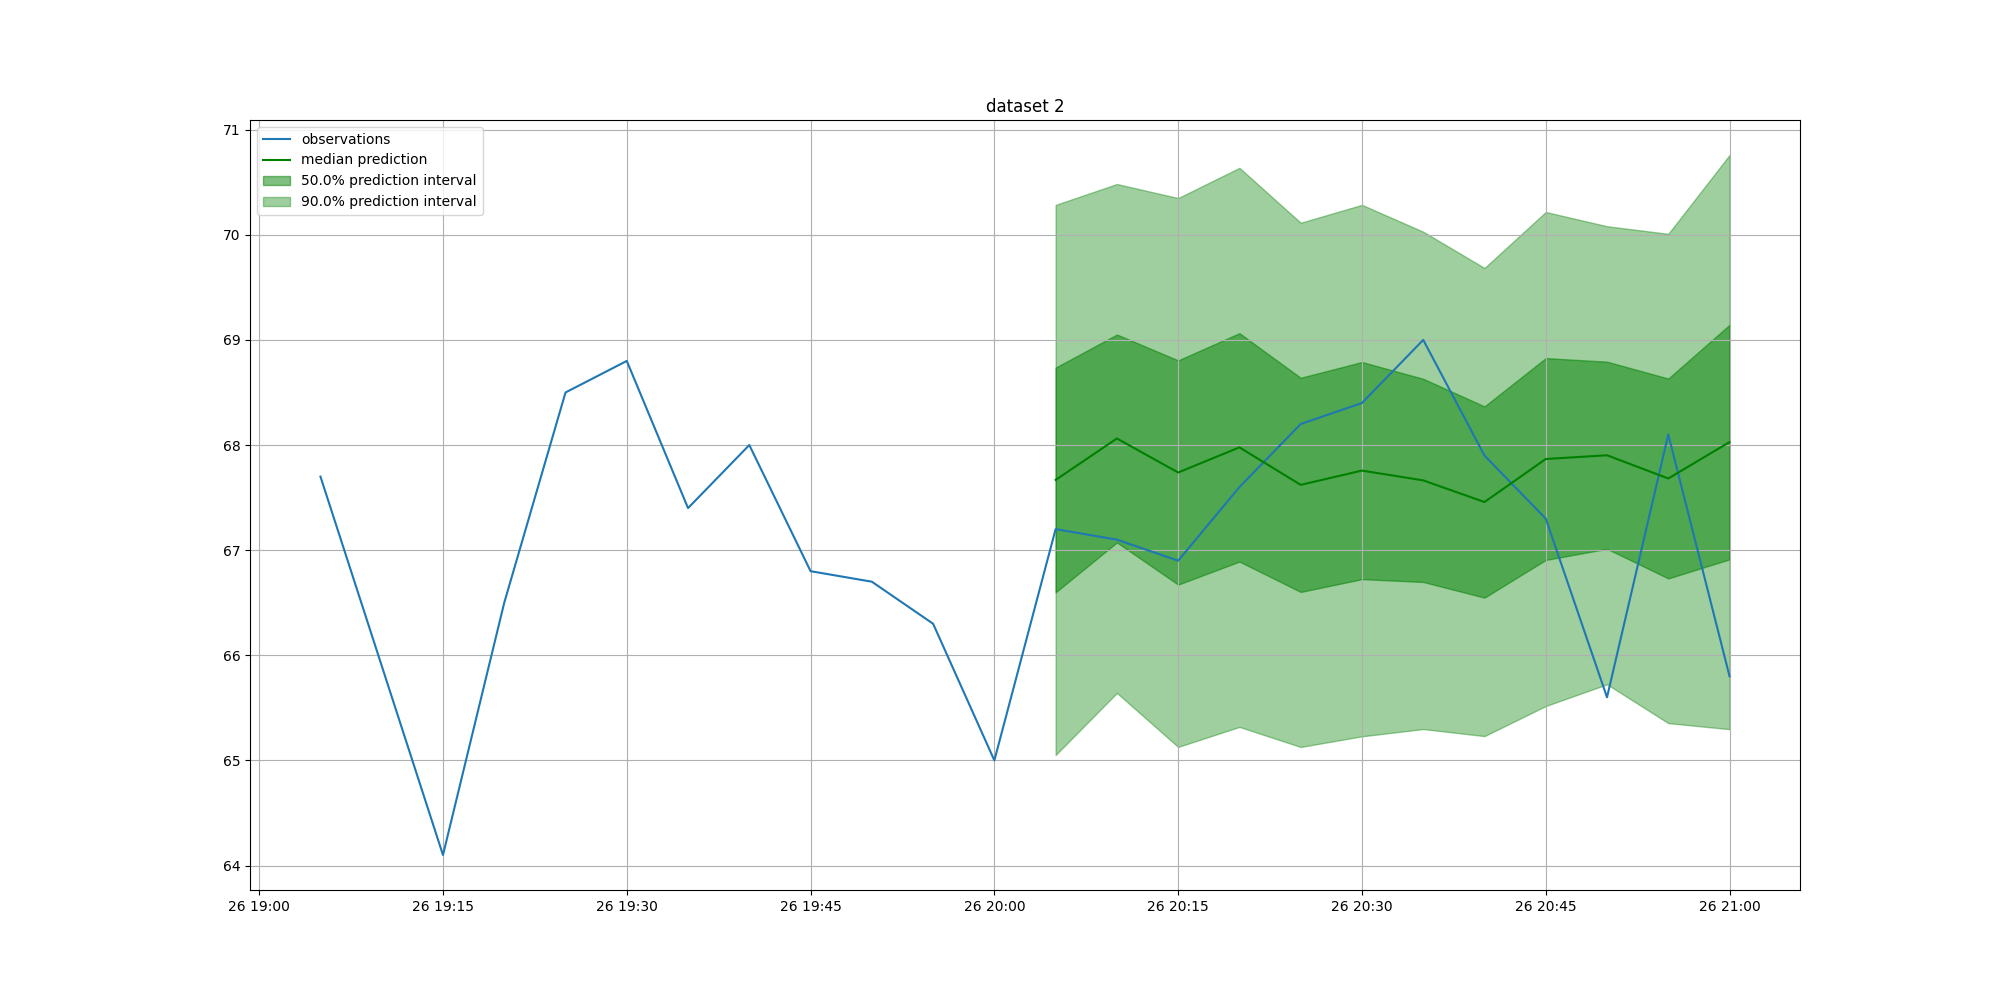 dataset 2
71
70
69
68
67
66
65
64
observations
median prediction
50.0% prediction interval
90.0% prediction interval
26 19:00 26 19:15 26 19:30 26 19:45 26 20:00 26 20:15 26 20:30 26 20:45 26 21:00